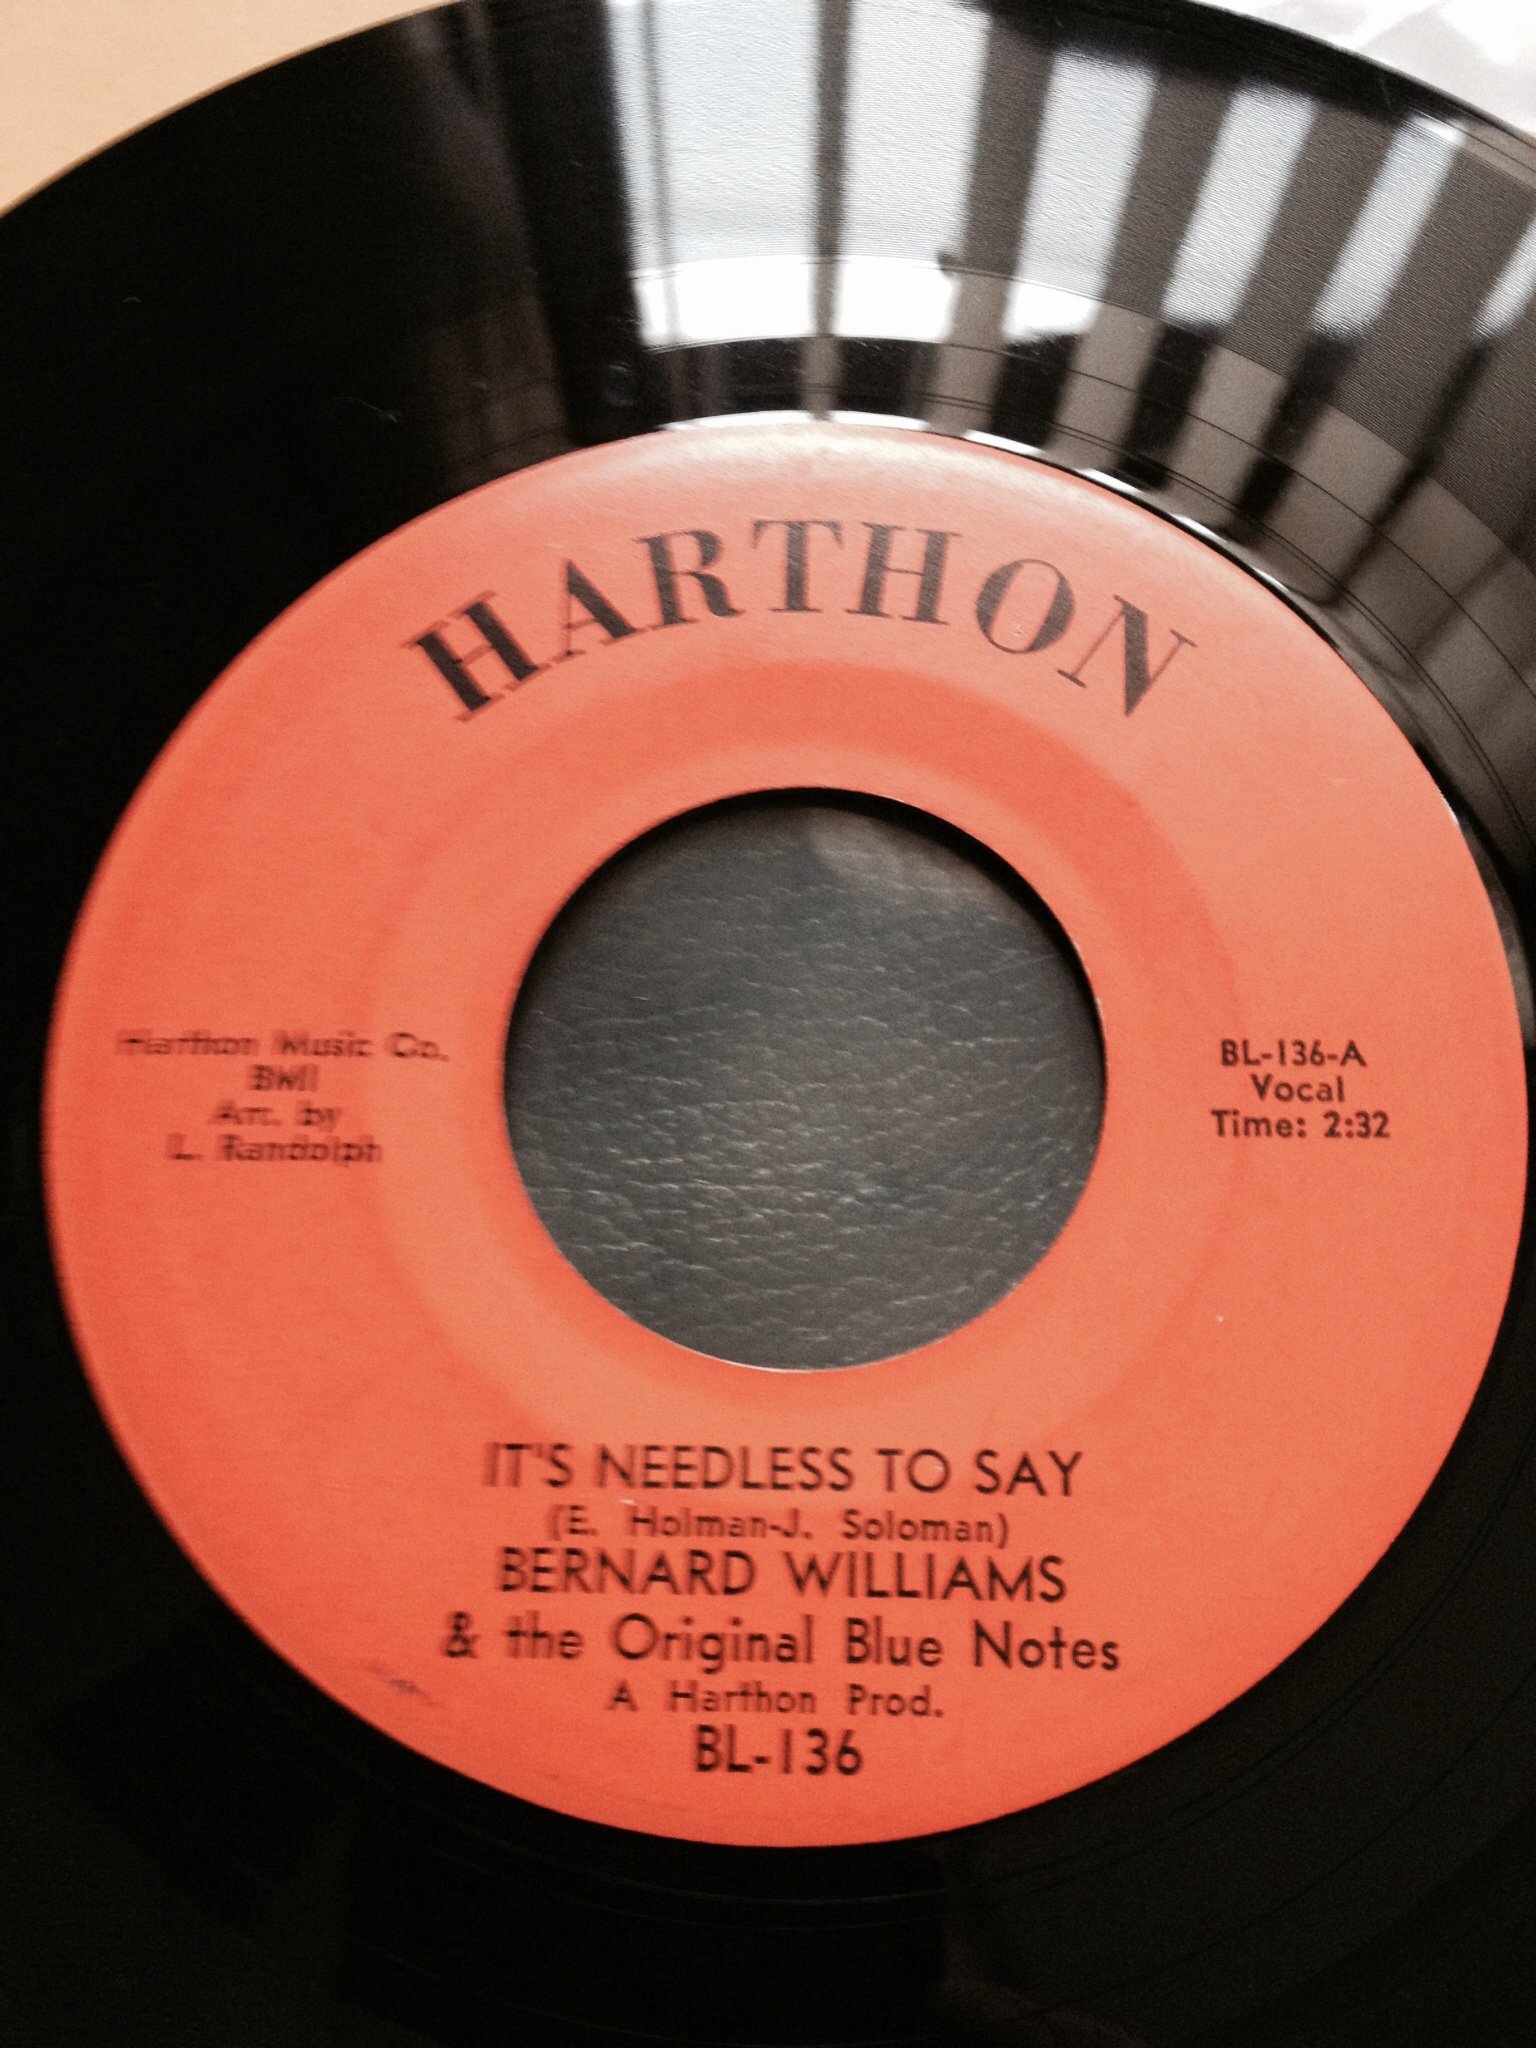 HARTHON
Harthon Music Co.
BMI
Arr. by
L. Randolph
BL-136-A
Vocal
Time: 2:32
IT'S NEEDLESS TO SAY
(E. Holman-J. Soloman)
BERNARD WILLIAMS
& the Original Blue Notes
A Harthon Prod.
BL-136